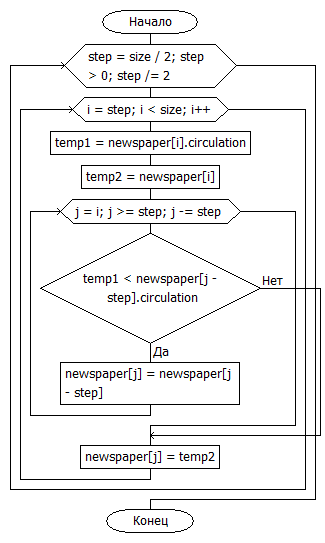 Начало
step = size / 2; step
> 0; step /= 2
i = step; i < size; i++
temp1 = newspaper[i].circulation
temp2 = newspaper[i]
j = i; j >= step; j -= step
temp1 < newspaper[j -
step].circulation
Нет
Да
newspaper[j] = newspaper[j
- step]
newspaper[j] = temp2
Конец